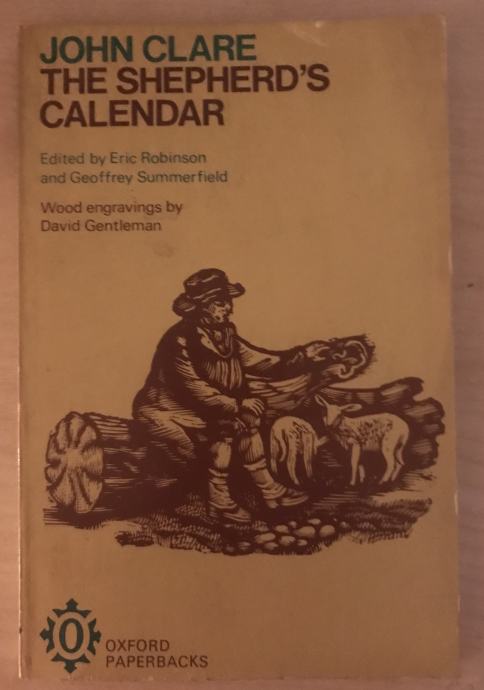 JOHN CLARE
THE SHEPHERD'S
CALENDAR
Edited by Eric Robinson
and Geoffrey Summerfield
Wood engravings by
David Gentleman
O
OXFORD
PAPERBACKS